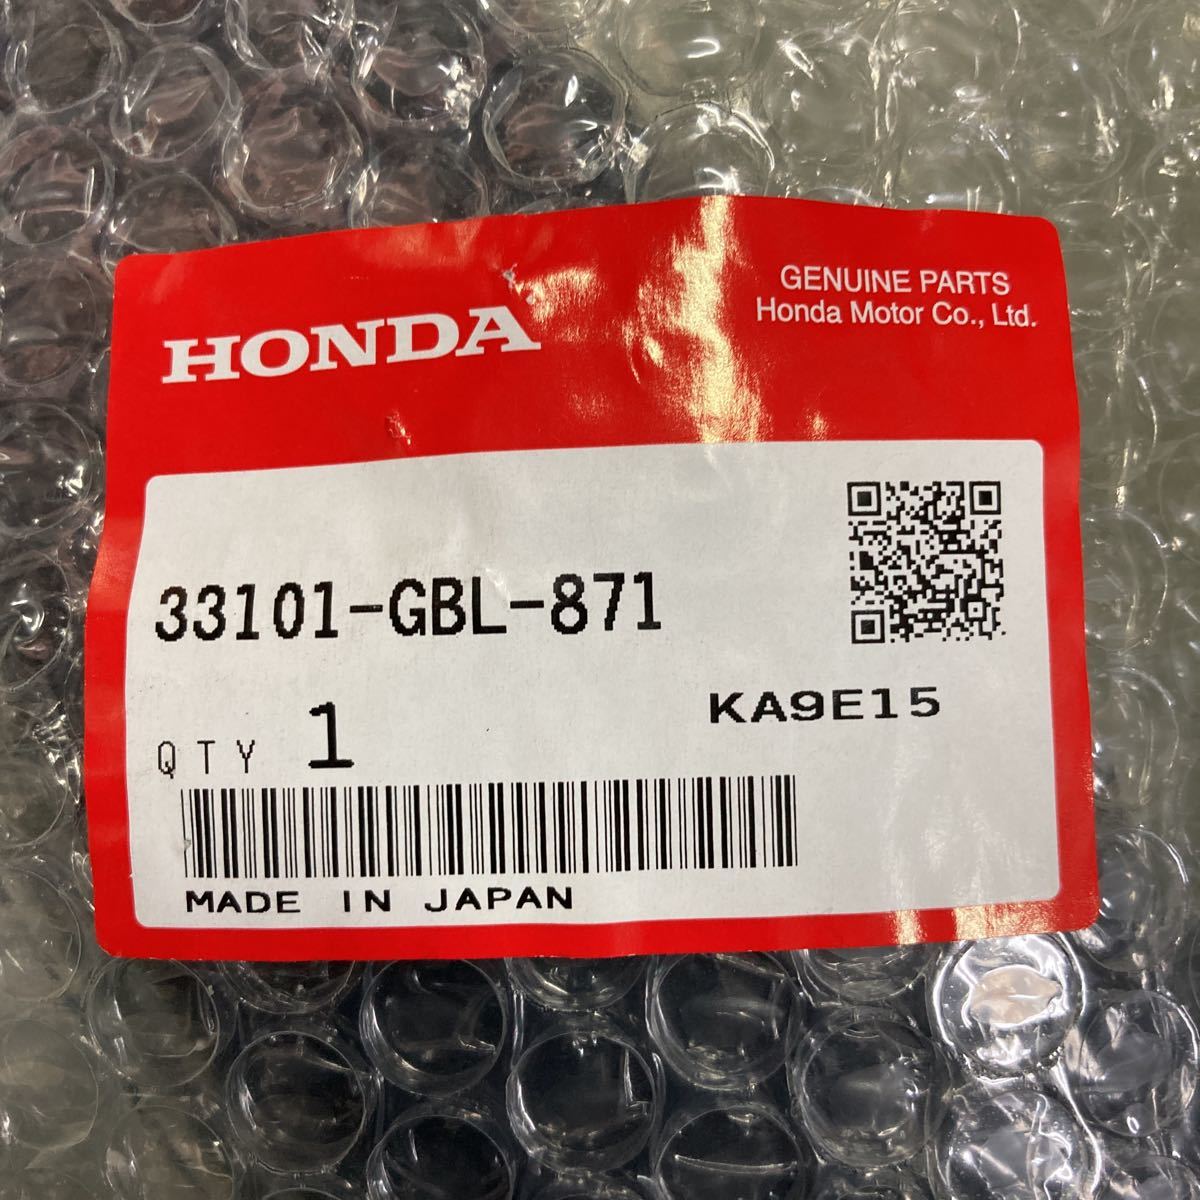 HONDA
GENUINE PARTS
Honda Motor Co., Ltd.
33101-GBL-871
KA9E15
QTY 1
MADE IN JAPAN